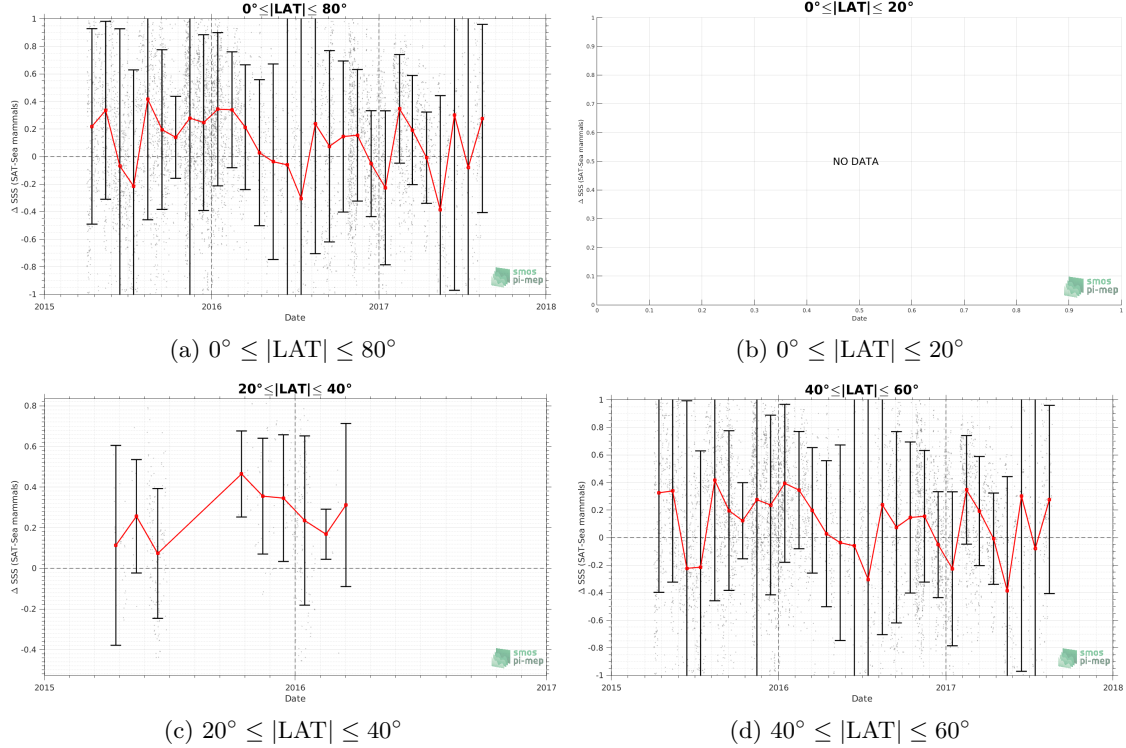 0°≤|LAT|≤ 80°
Δ SSS (SAT-Sea mammals)
1
0.8
0.6
0.4
0.2
0
-0.2
-0.4
-0.6
-0.8
-1
2015
2016
2017
2018
Date
smos
pi-mep
(a) 0° ≤ |LAT| ≤ 80°
0°≤|LAT|≤ 20°
Δ SSS (SAT-Sea mammals)
1
0.9
0.8
0.7
0.6
0.5
0.4
0.3
0.2
0.1
0
NO DATA
0
0.1
0.2
0.3
0.4
0.5
0.6
0.7
0.8
0.9
1
Date
smos
pi-mep
(b) 0° ≤ |LAT| ≤ 20°
20°≤|LAT|≤ 40°
Δ SSS (SAT-Sea mammals)
0.8
0.6
0.4
0.2
0
-0.2
-0.4
2015
2016
2017
Date
smos
pi-mep
(c) 20° ≤ |LAT| ≤ 40°
40°≤|LAT|≤ 60°
Δ SSS (SAT-Sea mammals)
1
0.8
0.6
0.4
0.2
0
-0.2
-0.4
-0.6
-0.8
-1
2015
2016
2017
2018
Date
smos
pi-mep
(d) 40° ≤ |LAT| ≤ 60°